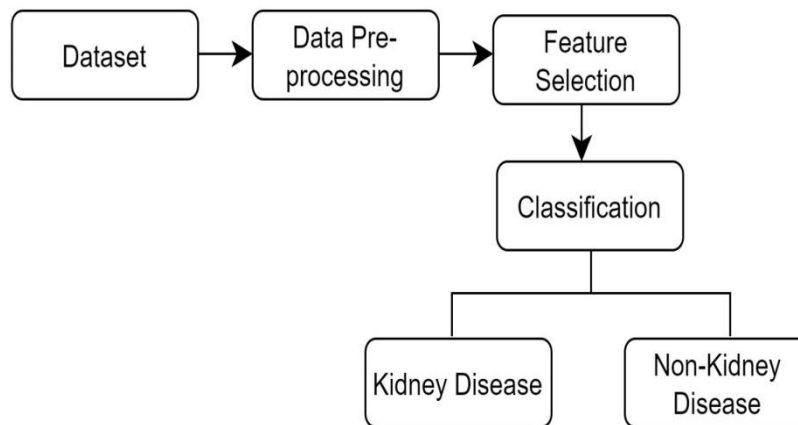 Dataset
Data Pre-
processing
Feature
Selection
Classification
Kidney Disease
Non-Kidney
Disease